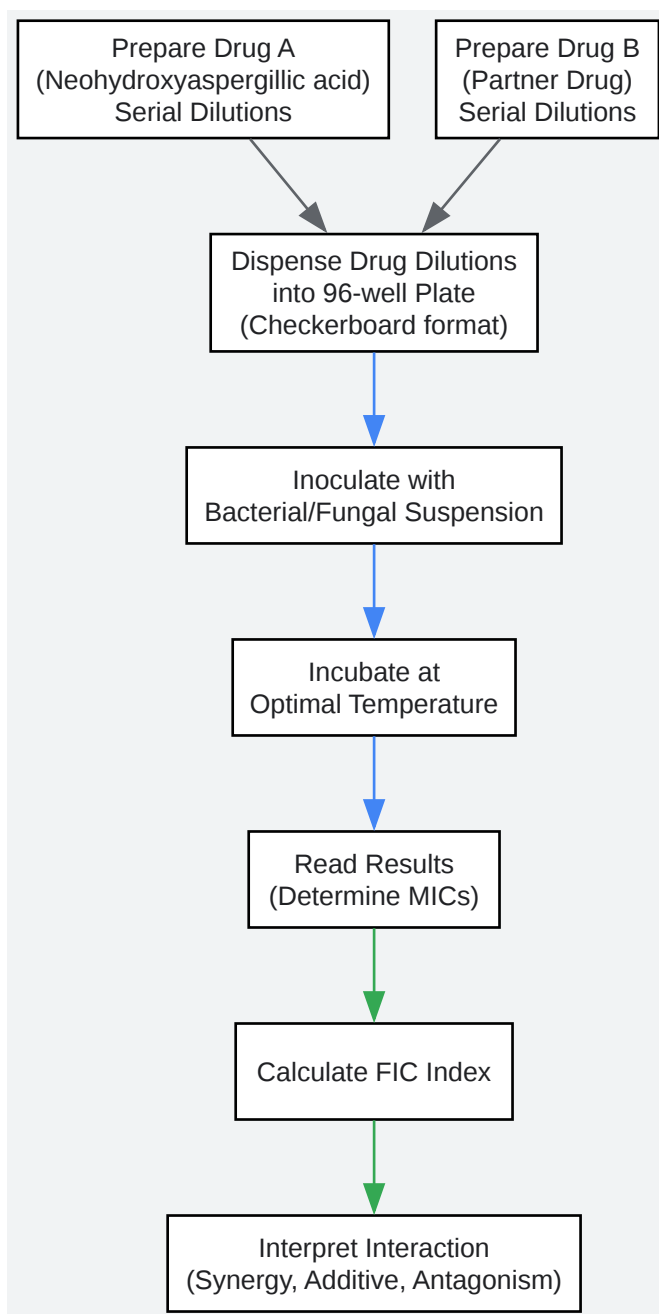 Prepare Drug A
(Neohydroxyaspergillic acid)
Serial Dilutions
Prepare Drug B
(Partner Drug)
Serial Dilutions
Dispense Drug Dilutions
into 96-well Plate
(Checkerboard format)
Inoculate with
Bacterial/Fungal Suspension
Incubate at
Optimal Temperature
Read Results
(Determine MICs)
Calculate FIC Index
Interpret Interaction
(Synergy, Additive, Antagonism)